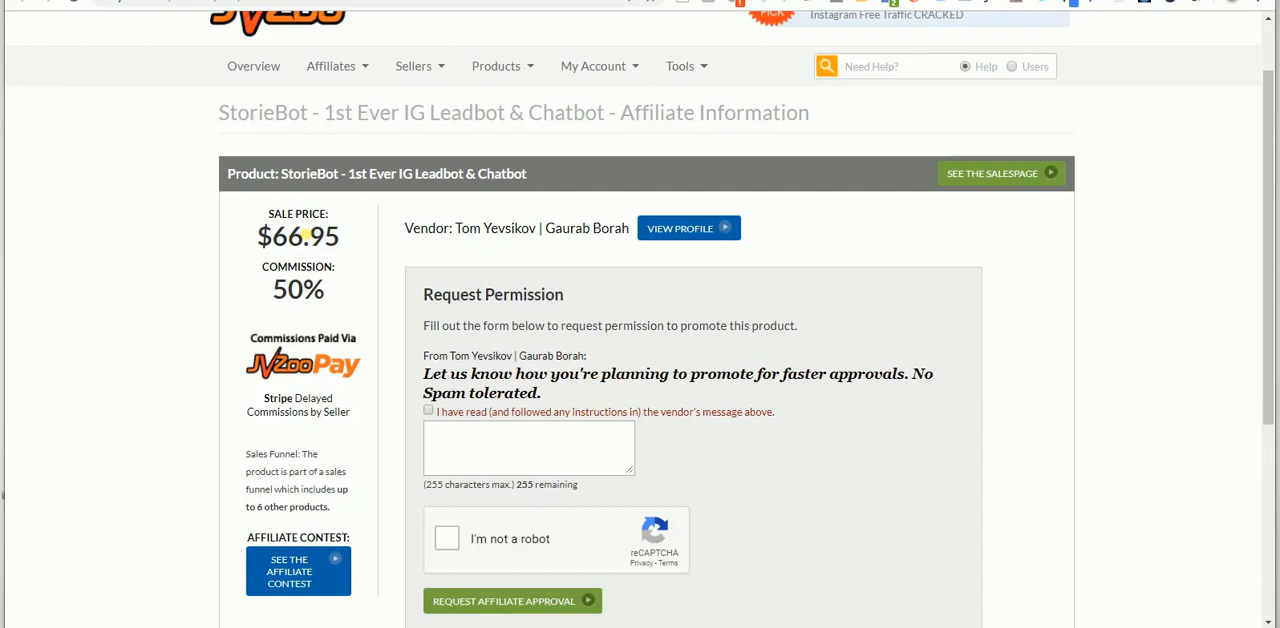 JVZOO
PICK
Instagram Free Traffic CRACKED
Overview Affiliates Sellers Products My Account Tools Need Help? Help Users
StorieBot - 1st Ever IG Leadbot & Chatbot - Affiliate Information
Product: StorieBot - 1st Ever IG Leadbot & Chatbot SEE THE SALESPAGE
SALE PRICE:
$66.95
COMMISSION:
50%
Commissions Paid Via
JVZooPay
Stripe Delayed
Commissions by Seller
Sales Funnel: The
product is part of a sales
funnel which includes up
to 6 other products.
AFFILIATE CONTEST:
SEE THE
AFFILIATE
CONTEST
Vendor: Tom Yevsikov | Gaurab Borah VIEW PROFILE
Request Permission
Fill out the form below to request permission to promote this product.
From Tom Yevsikov | Gaurab Borah:
Let us know how you're planning to promote for faster approvals. No
Spam tolerated.
I have read (and followed any instructions in) the vendor's message above.
(255 characters max.) 255 remaining
I'm not a robot
reCAPTCHA
Privacy - Terms
REQUEST AFFILIATE APPROVAL